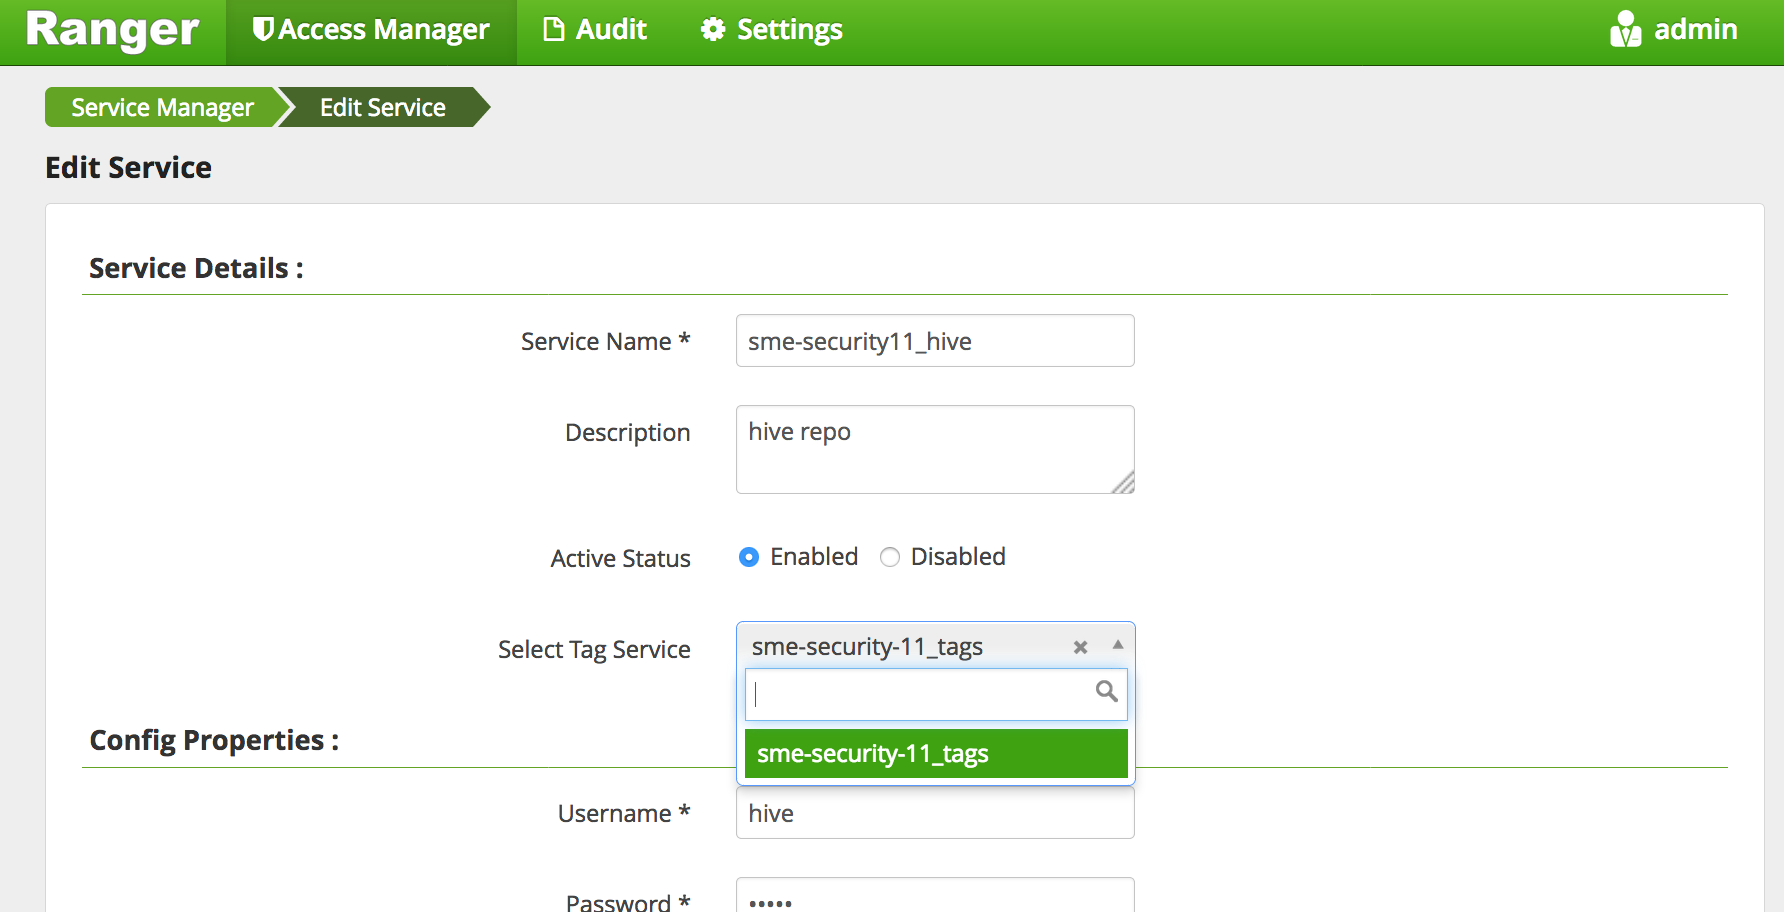 Ranger Access Manager Audit Settings admin
Service Manager Edit Service
Edit Service
Service Details :
Service Name * sme-security11_hive
Description hive repo
Active Status Enabled Disabled
Select Tag Service sme-security-11_tags
sme-security-11_tags
Config Properties :
Username * hive
Password * •••••